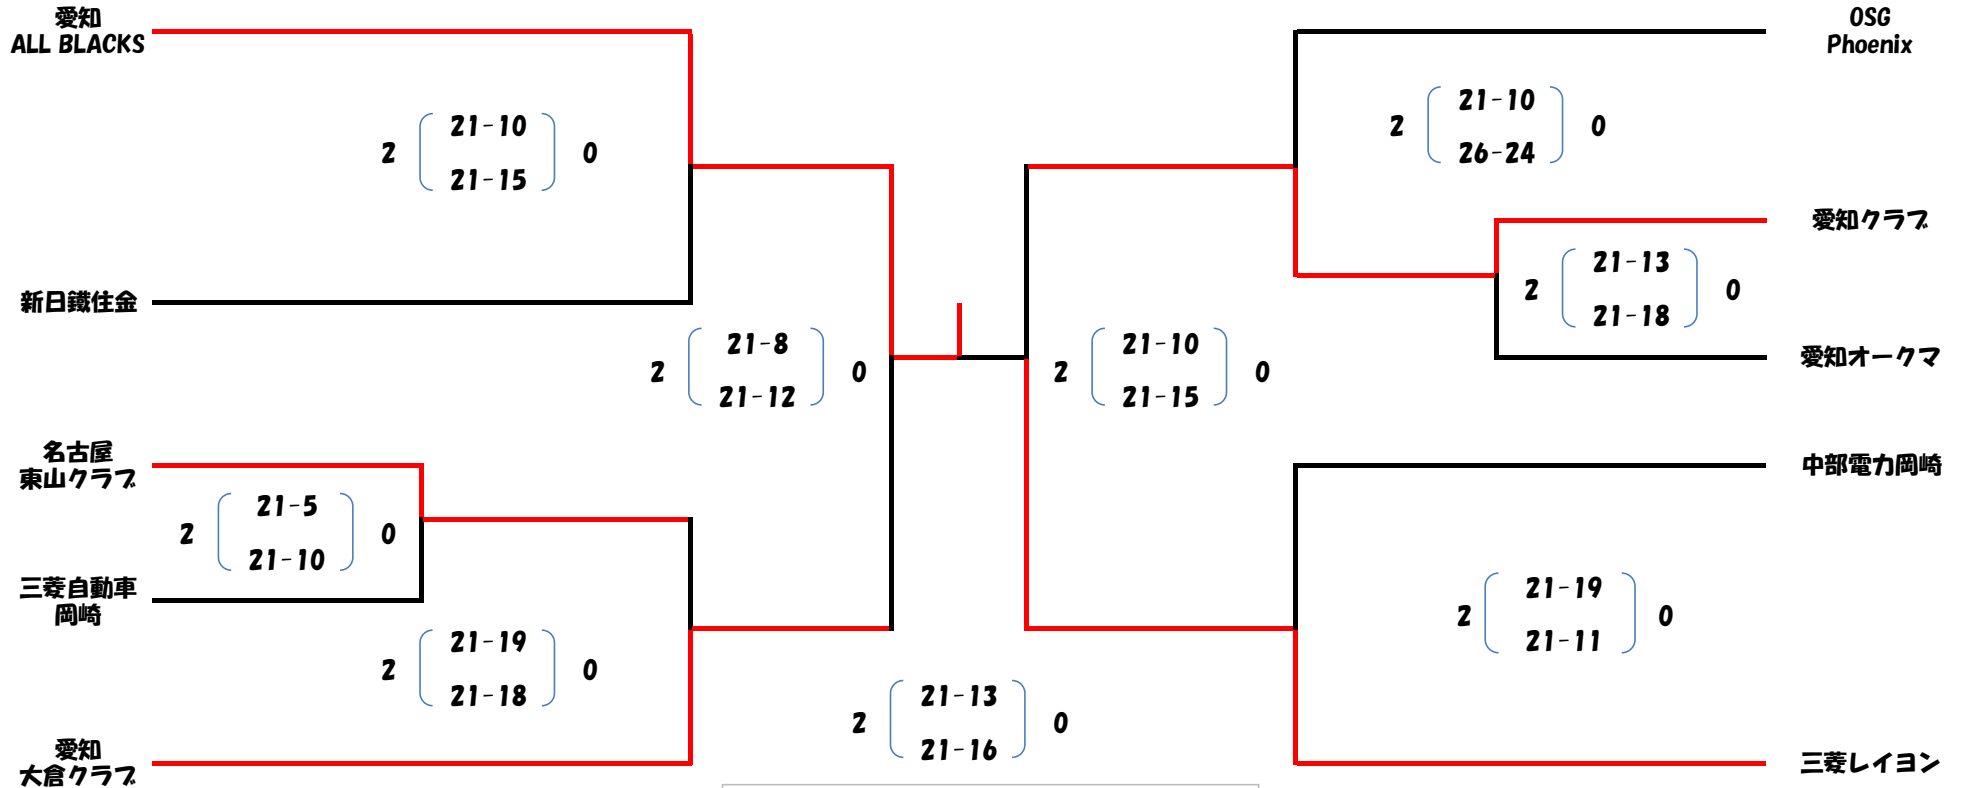 愛知
ALL BLACKS
OSG
Phoenix
21-10
2
0
26-24
21-10
2
0
21-15
愛知クラブ
21-13
2
0
21-18
新日鐵住金
21-8
2
0
21-12
21-10
2
0
21-15
愛知オークマ
名古屋
東山クラブ
中部電力岡崎
21-5
2
0
21-10
三菱自動車
岡崎
21-19
2
0
21-11
21-19
2
0
21-18
21-13
2
0
21-16
愛知
大倉クラブ
三菱レイヨン